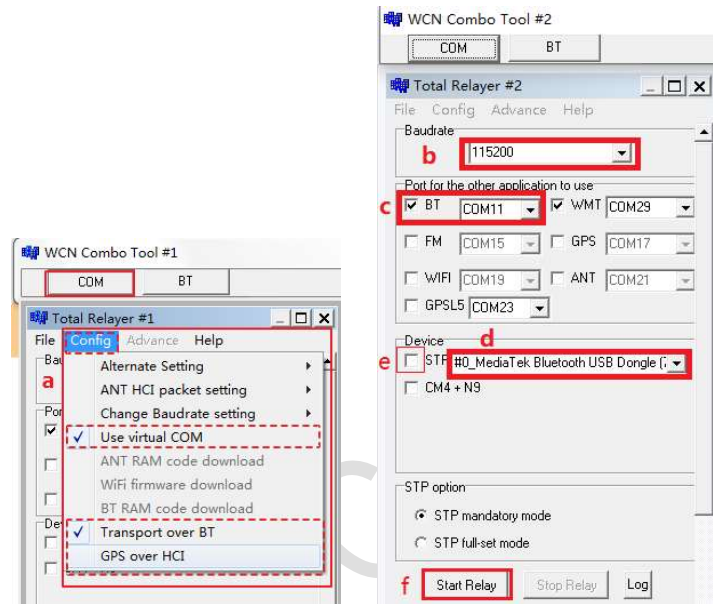 WCN Combo Tool #1
COM BT
Total Relayer #1
File Config Advance Help
a
Alternate Setting
ANT HCI packet setting
Change Baudrate setting
Use virtual COM
ANT RAM code download
WiFi firmware download
BT RAM code download
Transport over BT
GPS over HCI
WCN Combo Tool #2
COM BT
Total Relayer #2
File Config Advance Help
Baudrate
b 115200
Port for the other application to use
c BT COM11 WMT COM29
FM COM15 GPS COM17
WIFI COM19 ANT COM21
GPSL5 COM23
Device d
e STP #0_MediaTek Bluetooth USB Dongle (
CM4 + N9
STP option
STP mandatory mode
STP full-set mode
f Start Relay Stop Relay Log